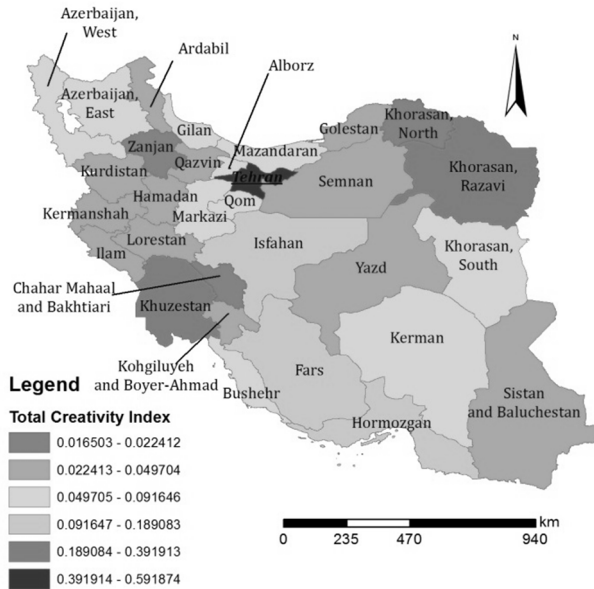 Azerbaijan,
West
Ardabil
Alborz
N
Azerbaijan,
East
Gilan
Golestan
Khorasan,
North
Zanjan
Mazandaran
Qazvin
Kurdistan
Tehran
Semnan
Khorasan,
Razavi
Hamadan
Qom
Kermanshah
Markazi
Lorestan
Isfahan
Khorasan,
South
Ilam
Yazd
Chahar Mahaal
and Bakhtiari
Khuzestan
Kerman
Kohgiluyeh
and Boyer-Ahmad
Fars
Bushehr
Sistan
and Baluchestan
Hormozgan
Legend
Total Creativity Index
0.016503 - 0.022412
0.022413 - 0.049704
0.049705 - 0.091646
0.091647 - 0.189083
0.189084 - 0.391913
0.391914 - 0.591874
km
0 235 470 940